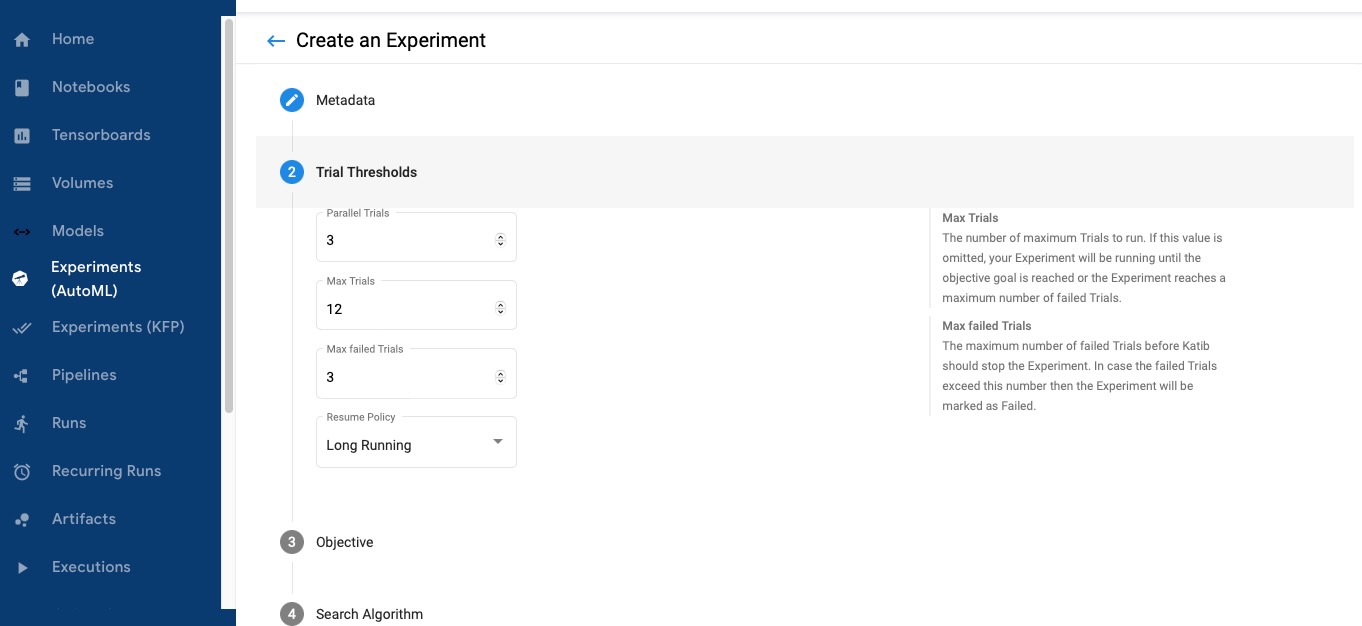 Home
Notebooks
Tensorboards
Volumes
Models
Experiments
(AutoML)
Experiments (KFP)
Pipelines
Runs
Recurring Runs
Artifacts
Executions
Create an Experiment
Metadata
2
Trial Thresholds
Parallel Trials
3
Max Trials
12
Max failed Trials
3
Resume Policy
Long Running
Max Trials
The number of maximum Trials to run. If this value is
omitted, your Experiment will be running until the
objective goal is reached or the Experiment reaches a
maximum number of failed Trials.
Max failed Trials
The maximum number of failed Trials before Katib
should stop the Experiment. In case the failed Trials
exceed this number then the Experiment will be
marked as Failed.
3
Objective
4
Search Algorithm